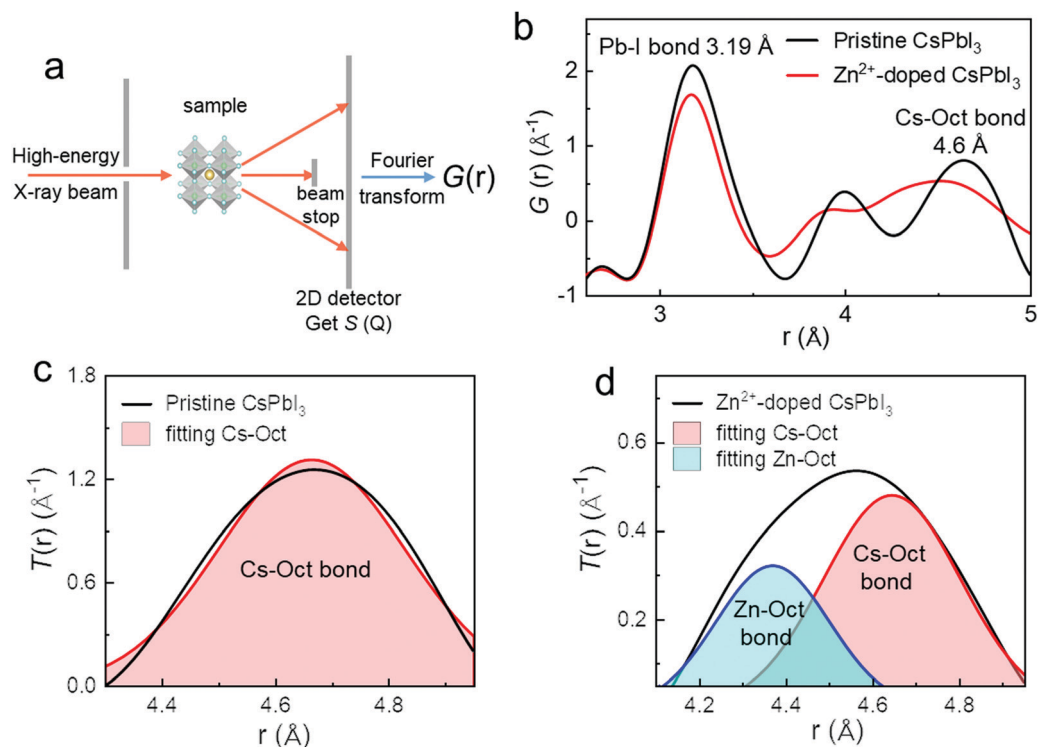 a
sample
High-energy
X-ray beam
beam
stop
Fourier
transform
G(r)
2D detector
Get S (Q)
b
Pb-I bond 3.19 Å
Pristine CsPbI₃
Zn²⁺-doped CsPbI₃
Cs-Oct bond
4.6 Å
G (r) (Å⁻¹)
2
1
0
-1
3
4
5
r (Å)
c
T(r) (Å⁻¹)
1.8
1.2
0.6
0.0
Pristine CsPbI₃
fitting Cs-Oct
Cs-Oct bond
4.4
4.6
4.8
r (Å)
d
T(r) (Å⁻¹)
0.6
0.4
0.2
Zn²⁺-doped CsPbI₃
fitting Cs-Oct
fitting Zn-Oct
Cs-Oct
bond
Zn-Oct
bond
4.2
4.4
4.6
4.8
r (Å)